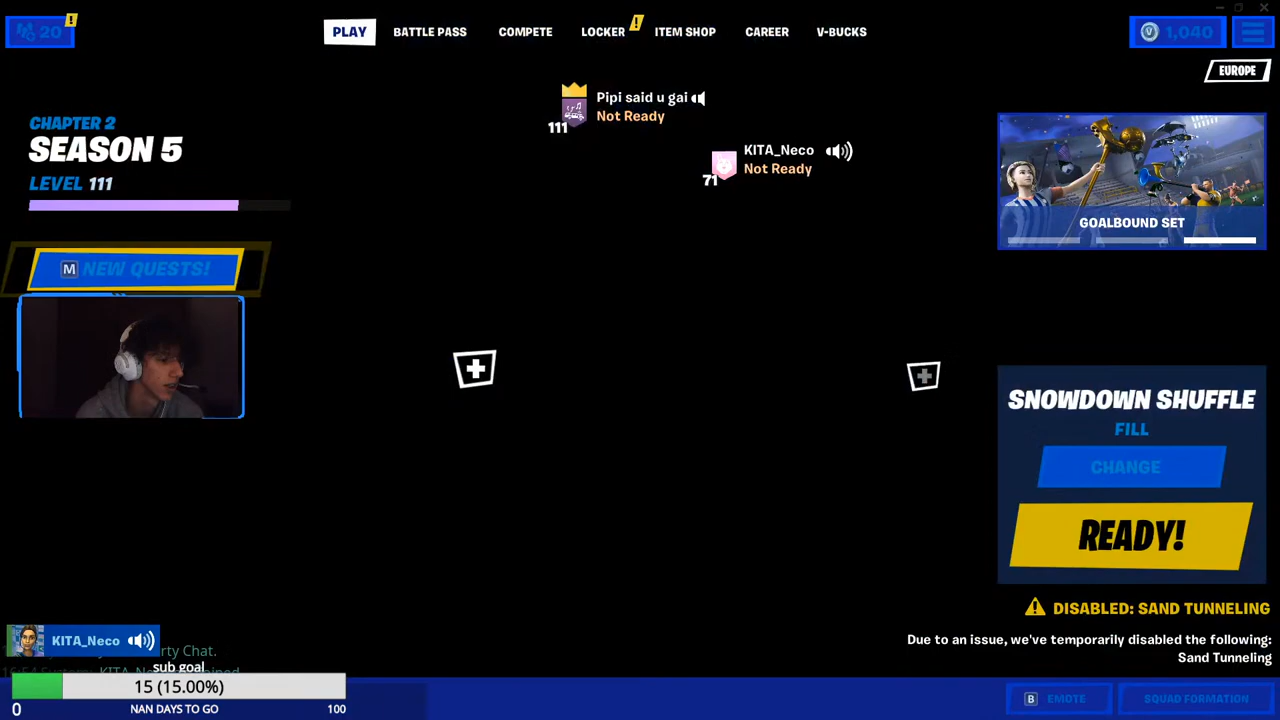 20
!
PLAY
BATTLE PASS
COMPETE
LOCKER
!
ITEM SHOP
CAREER
V-BUCKS
V 1,040
EUROPE
Pipi said u gai
Not Ready
111
KITA_Neco
Not Ready
71
CHAPTER 2
SEASON 5
LEVEL 111
M NEW QUESTS!
GOALBOUND SET
SNOWDOWN SHUFFLE
FILL
CHANGE
READY!
DISABLED: SAND TUNNELING
Due to an issue, we've temporarily disabled the following:
Sand Tunneling
KITA_Neco
rty Chat.
sub goal
15 (15.00%)
0
NAN DAYS TO GO
100
B EMOTE
SQUAD FORMATION